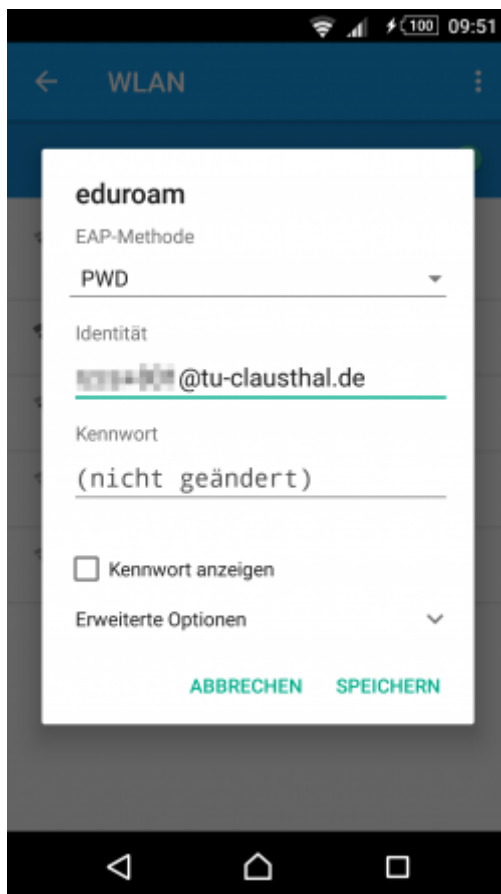 100 09:51
WLAN
eduroam
EAP-Methode
PWD
Identität
@tu-clausthal.de
Kennwort
(nicht geändert)
Kennwort anzeigen
Erweiterte Optionen
ABBRECHEN SPEICHERN